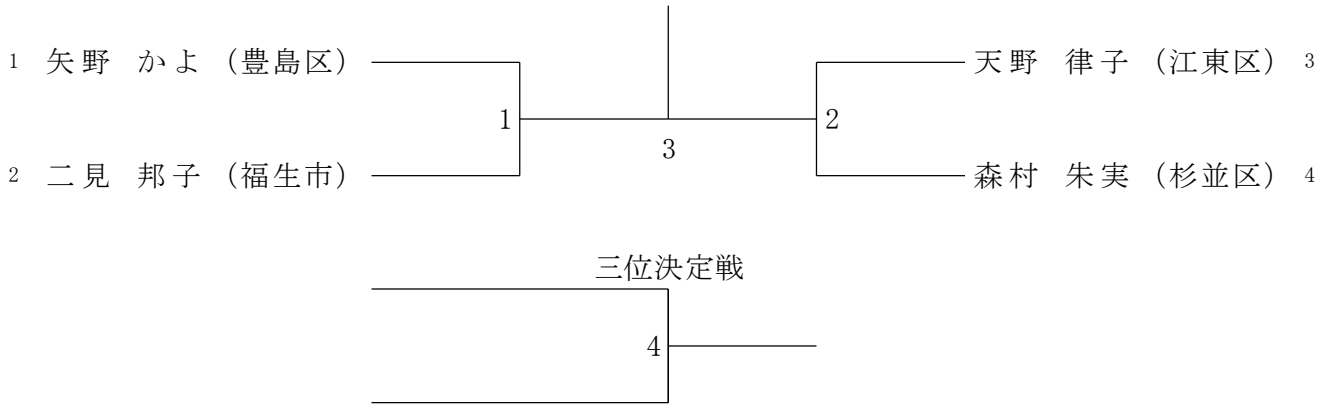 1 矢野 かよ (豊島区)
天野 律子 (江東区) 3
1
2
3
2 二見 邦子 (福生市)
森村 朱実 (杉並区) 4
三位決定戦
4